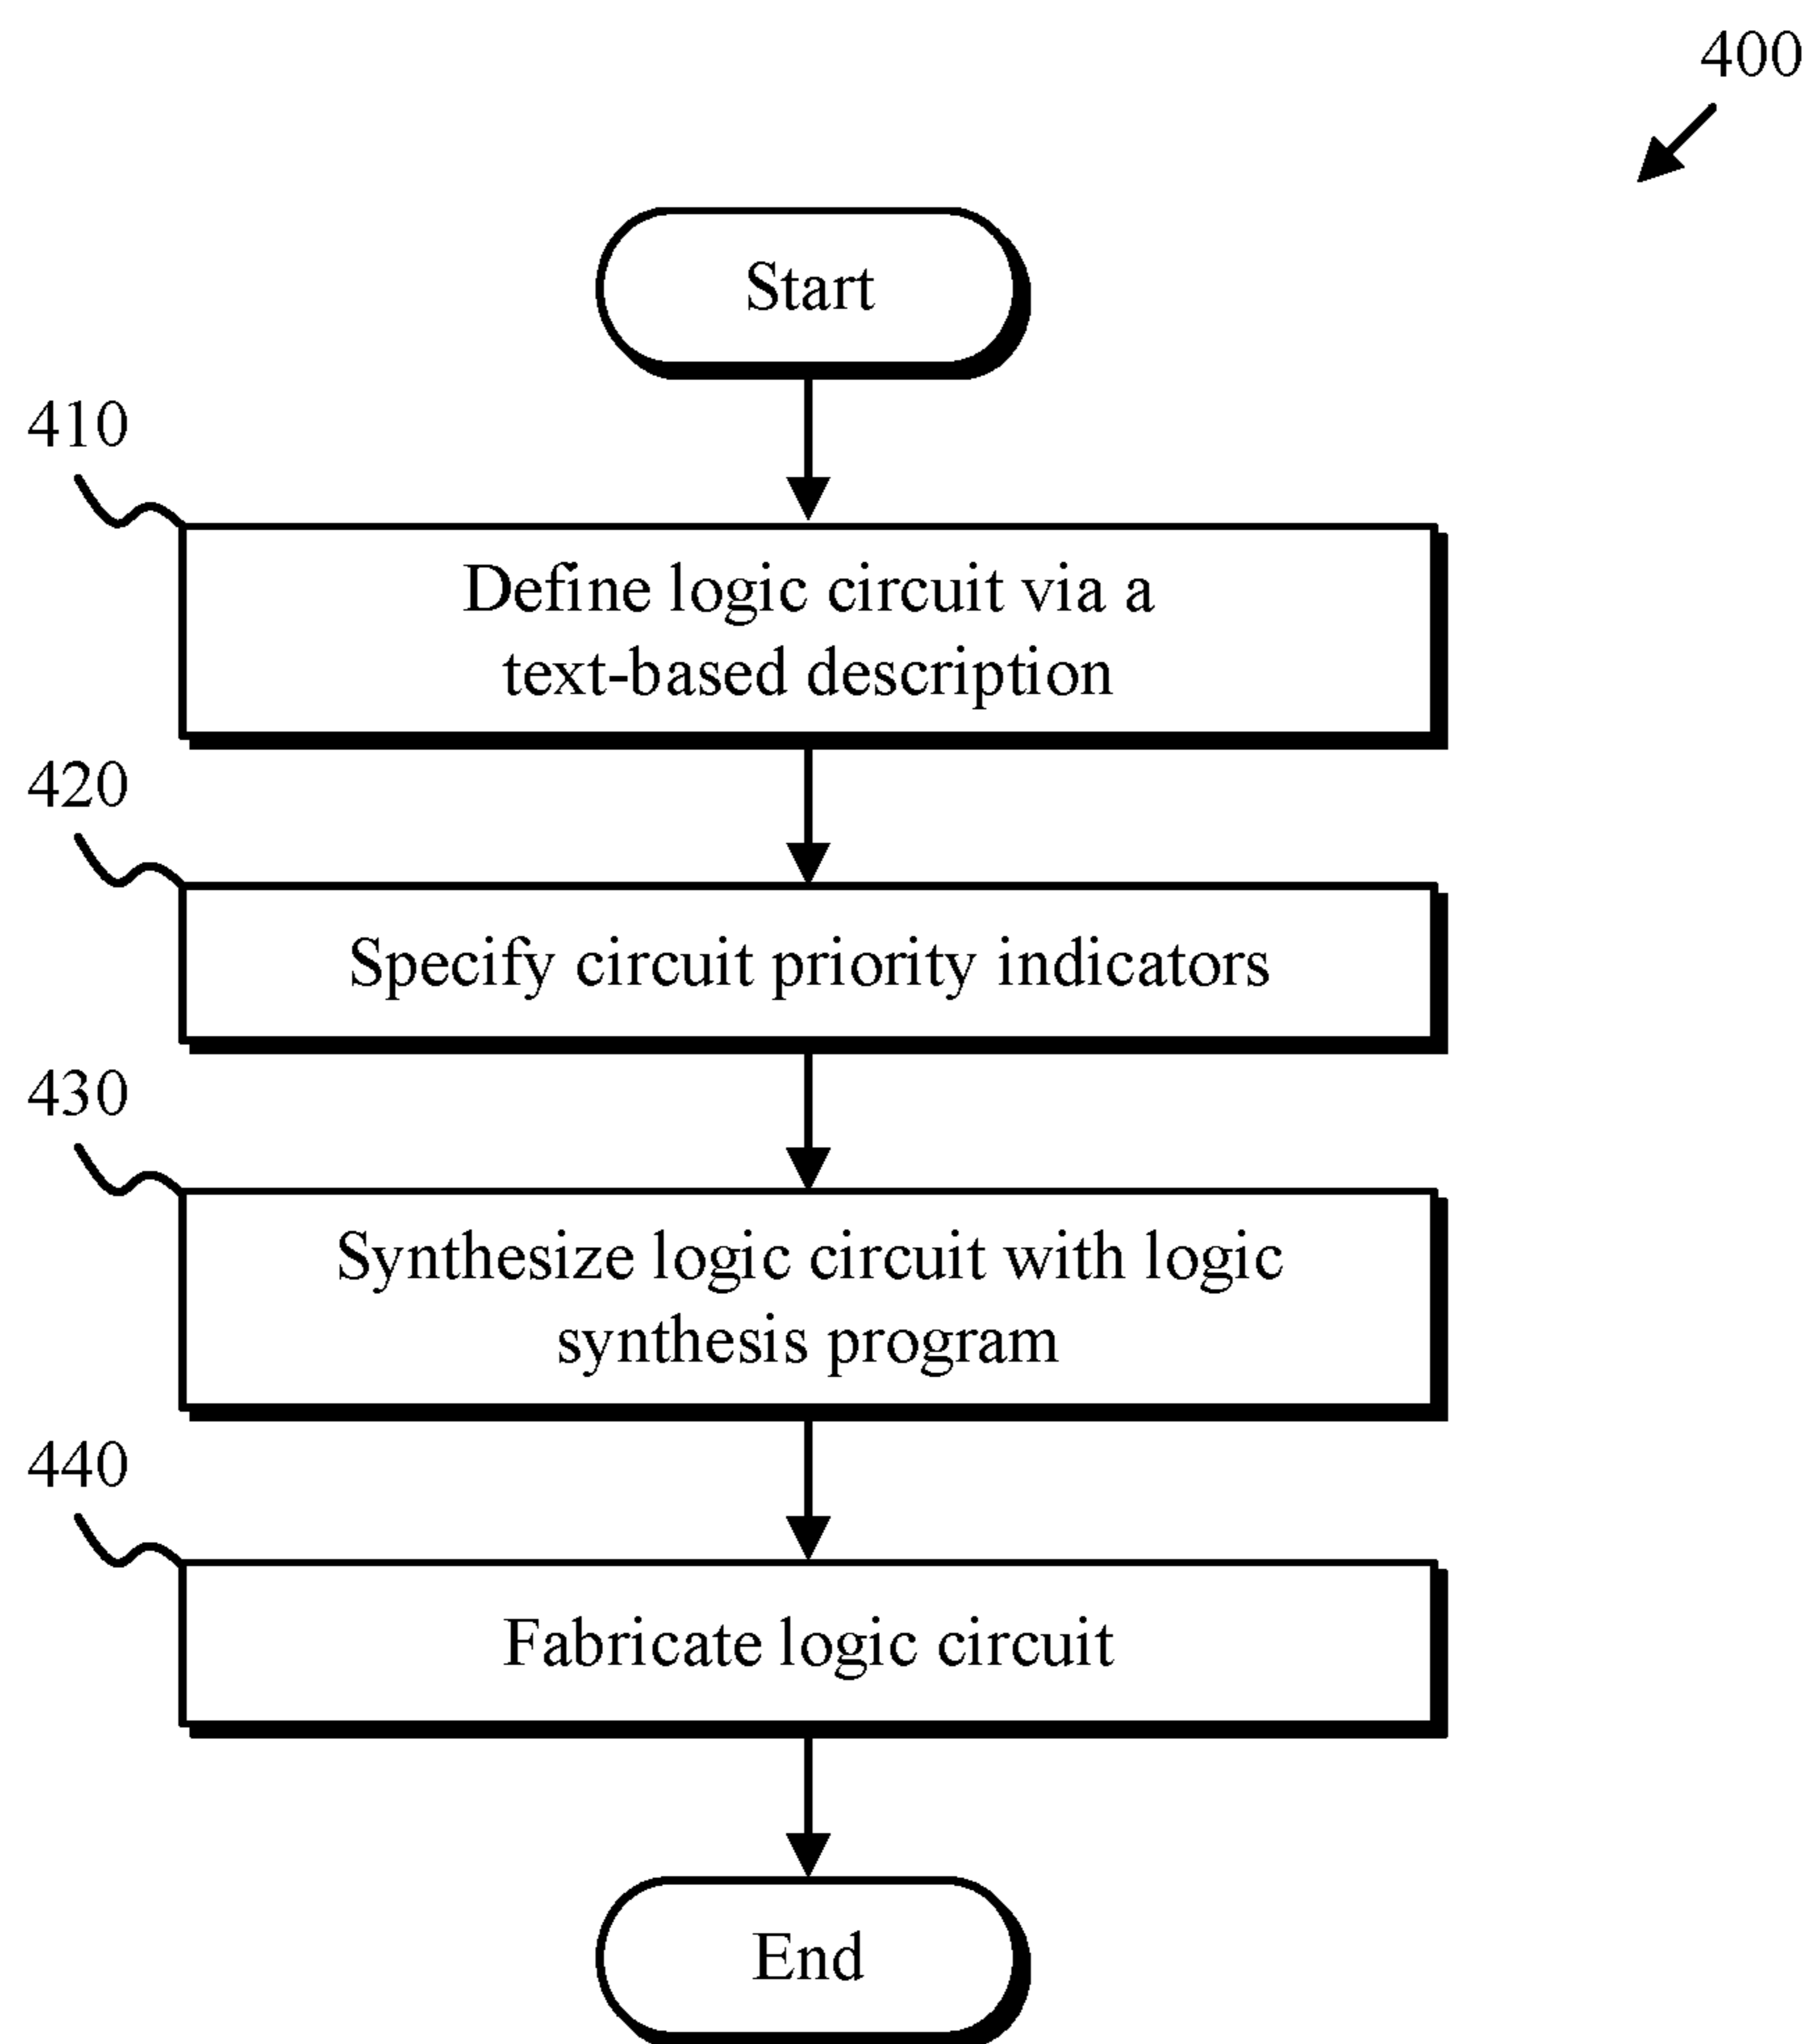 400
Start
410
Define logic circuit via a
text-based description
420
Specify circuit priority indicators
430
Synthesize logic circuit with logic
synthesis program
440
Fabricate logic circuit
End